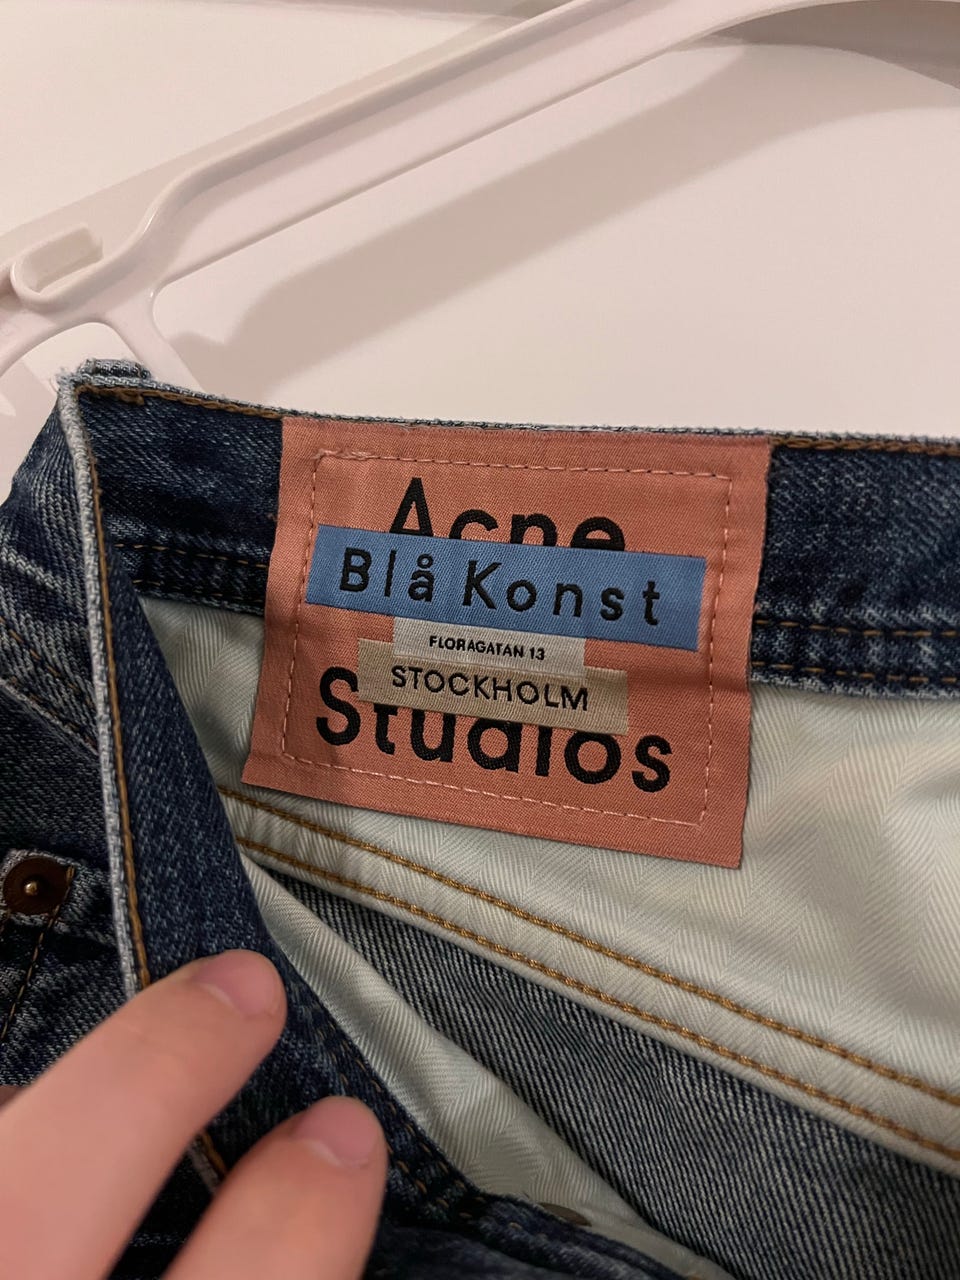 Acne
Blå Konst
FLORAGATAN 13
STOCKHOLM
Studios